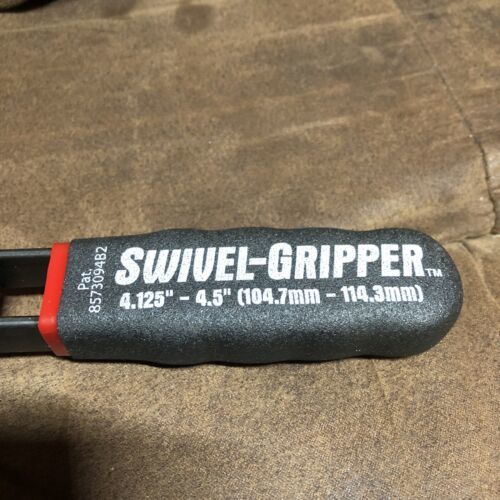 Pat.
8573094B2
SWIVEL-GRIPPER™
4.125" - 4.5" (104.7mm - 114.3mm)